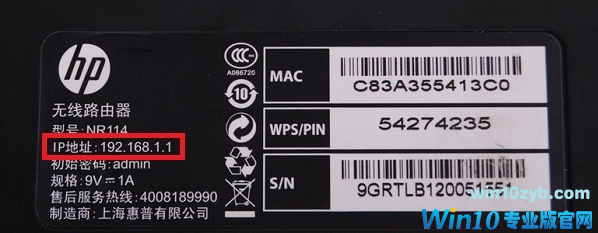 hp
无线路由器
型号: NR114
IP地址: 192.168.1.1
初始密码: admin
规格: 9V⎓1A
售后服务热线: 4008189990
制造商: 上海惠普有限公司
A066720
10
MAC
C83A355413C0
WPS/PIN
54274235
S/N
win10zyb.com
Win10专业版官网